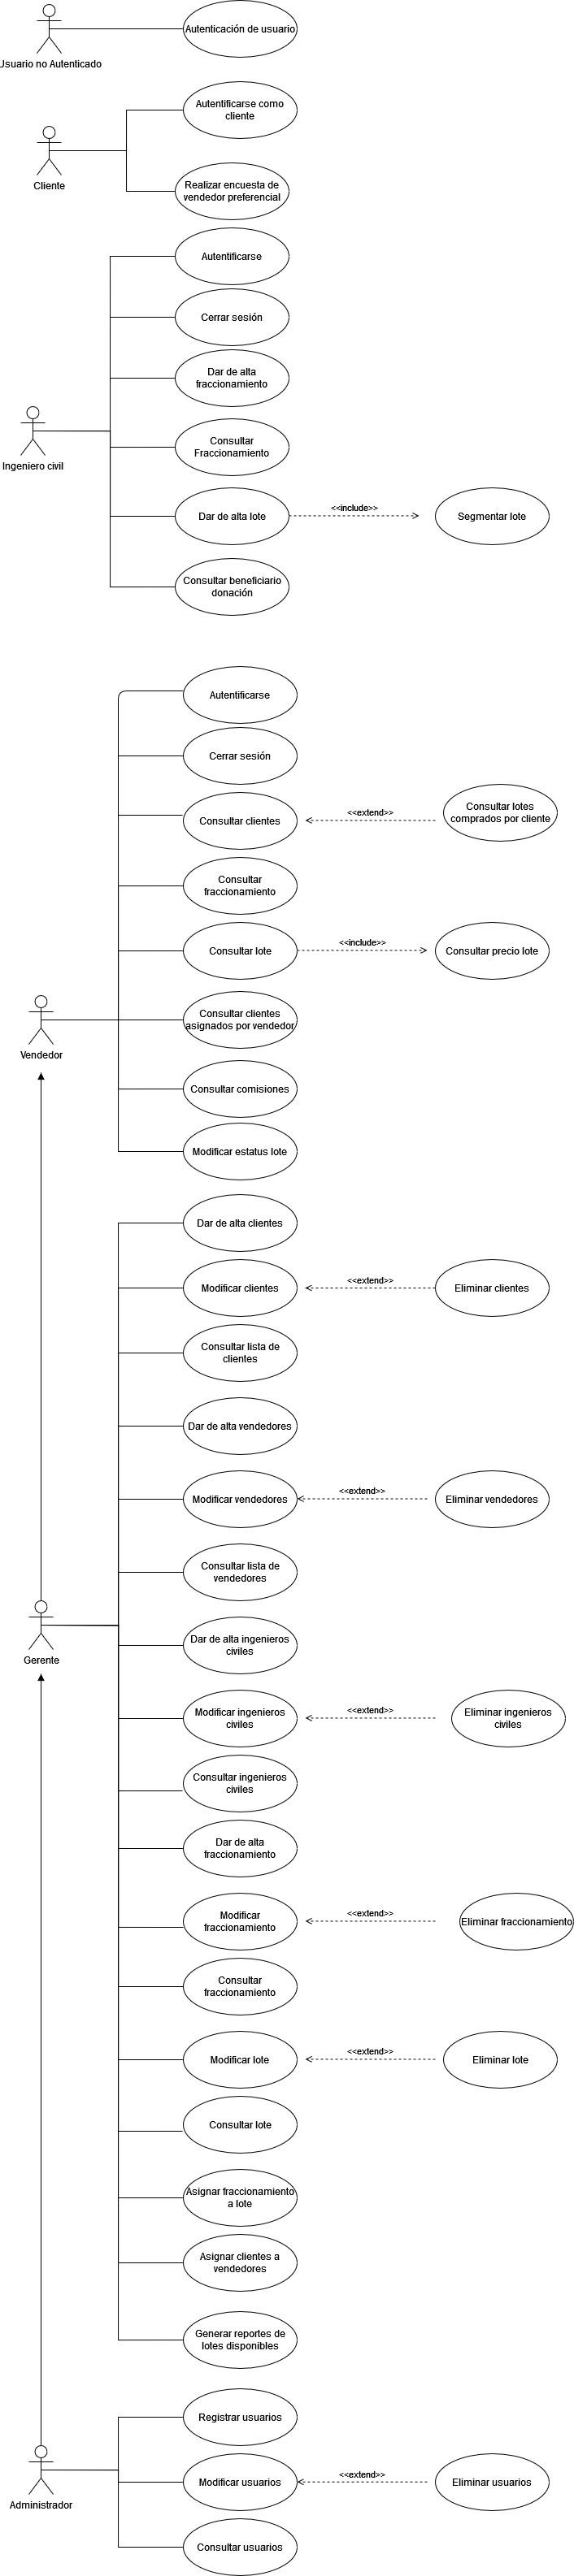 Autenticación de usuario
Usuario no Autenticado
Autentificarse como
cliente
Cliente
Realizar encuesta de
vendedor preferencial
Autentificarse
Cerrar sesión
Dar de alta
fraccionamiento
Ingeniero civil
Consultar
Fraccionamiento
Dar de alta lote
<<include>>
Segmentar lote
Consultar beneficiario
donación
Autentificarse
Cerrar sesión
Consultar clientes
<<extend>>
Consultar lotes
comprados por cliente
Consultar
fraccionamiento
Consultar lote
<<include>>
Consultar precio lote
Vendedor
Consultar clientes
asignados por vendedor
Consultar comisiones
Modificar estatus lote
Dar de alta clientes
Modificar clientes
<<extend>>
Eliminar clientes
Consultar lista de
clientes
Dar de alta vendedores
Modificar vendedores
<<extend>>
Eliminar vendedores
Consultar lista de
vendedores
Gerente
Dar de alta ingenieros
civiles
Modificar ingenieros
civiles
<<extend>>
Eliminar ingenieros
civiles
Consultar ingenieros
civiles
Dar de alta
fraccionamiento
Modificar
fraccionamiento
<<extend>>
Eliminar fraccionamiento
Consultar
fraccionamiento
Modificar lote
<<extend>>
Eliminar lote
Consultar lote
Asignar fraccionamiento
a lote
Asignar clientes a
vendedores
Generar reportes de
lotes disponibles
Registrar usuarios
Administrador
Modificar usuarios
<<extend>>
Eliminar usuarios
Consultar usuarios